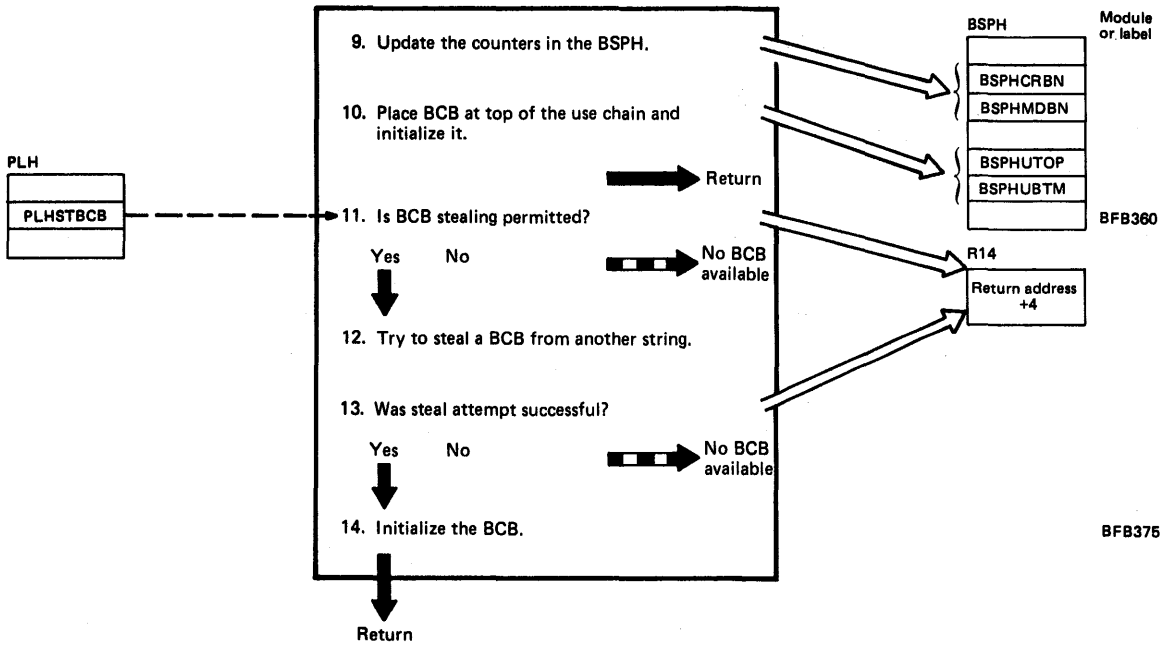 BSPH
Module
or label
9. Update the counters in the BSPH.
BSPHCRBN
BSPHMDBN
10. Place BCB at top of the use chain and
initialize it.
PLH
BSPHUTOP
Return
BSPHUBTM
PLHSTBCB
11. Is BCB stealing permitted?
BFB360
Yes No No BCB
available
R14
Return address
+4
12. Try to steal a BCB from another string.
13. Was steal attempt successful?
Yes No No BCB
available
14. Initialize the BCB.
BFB375
Return